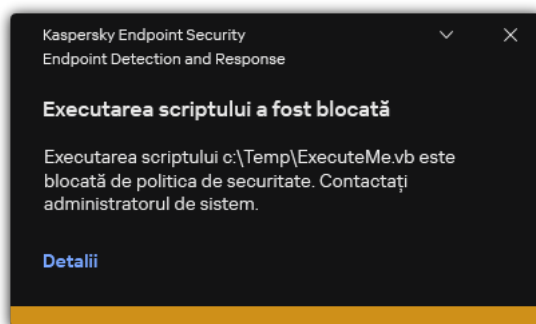 Kaspersky Endpoint Security
Endpoint Detection and Response
Executarea scriptului a fost blocată
Executarea scriptului c:\Temp\ExecuteMe.vb este
blocată de politica de securitate. Contactați
administratorul de sistem.
Detalii